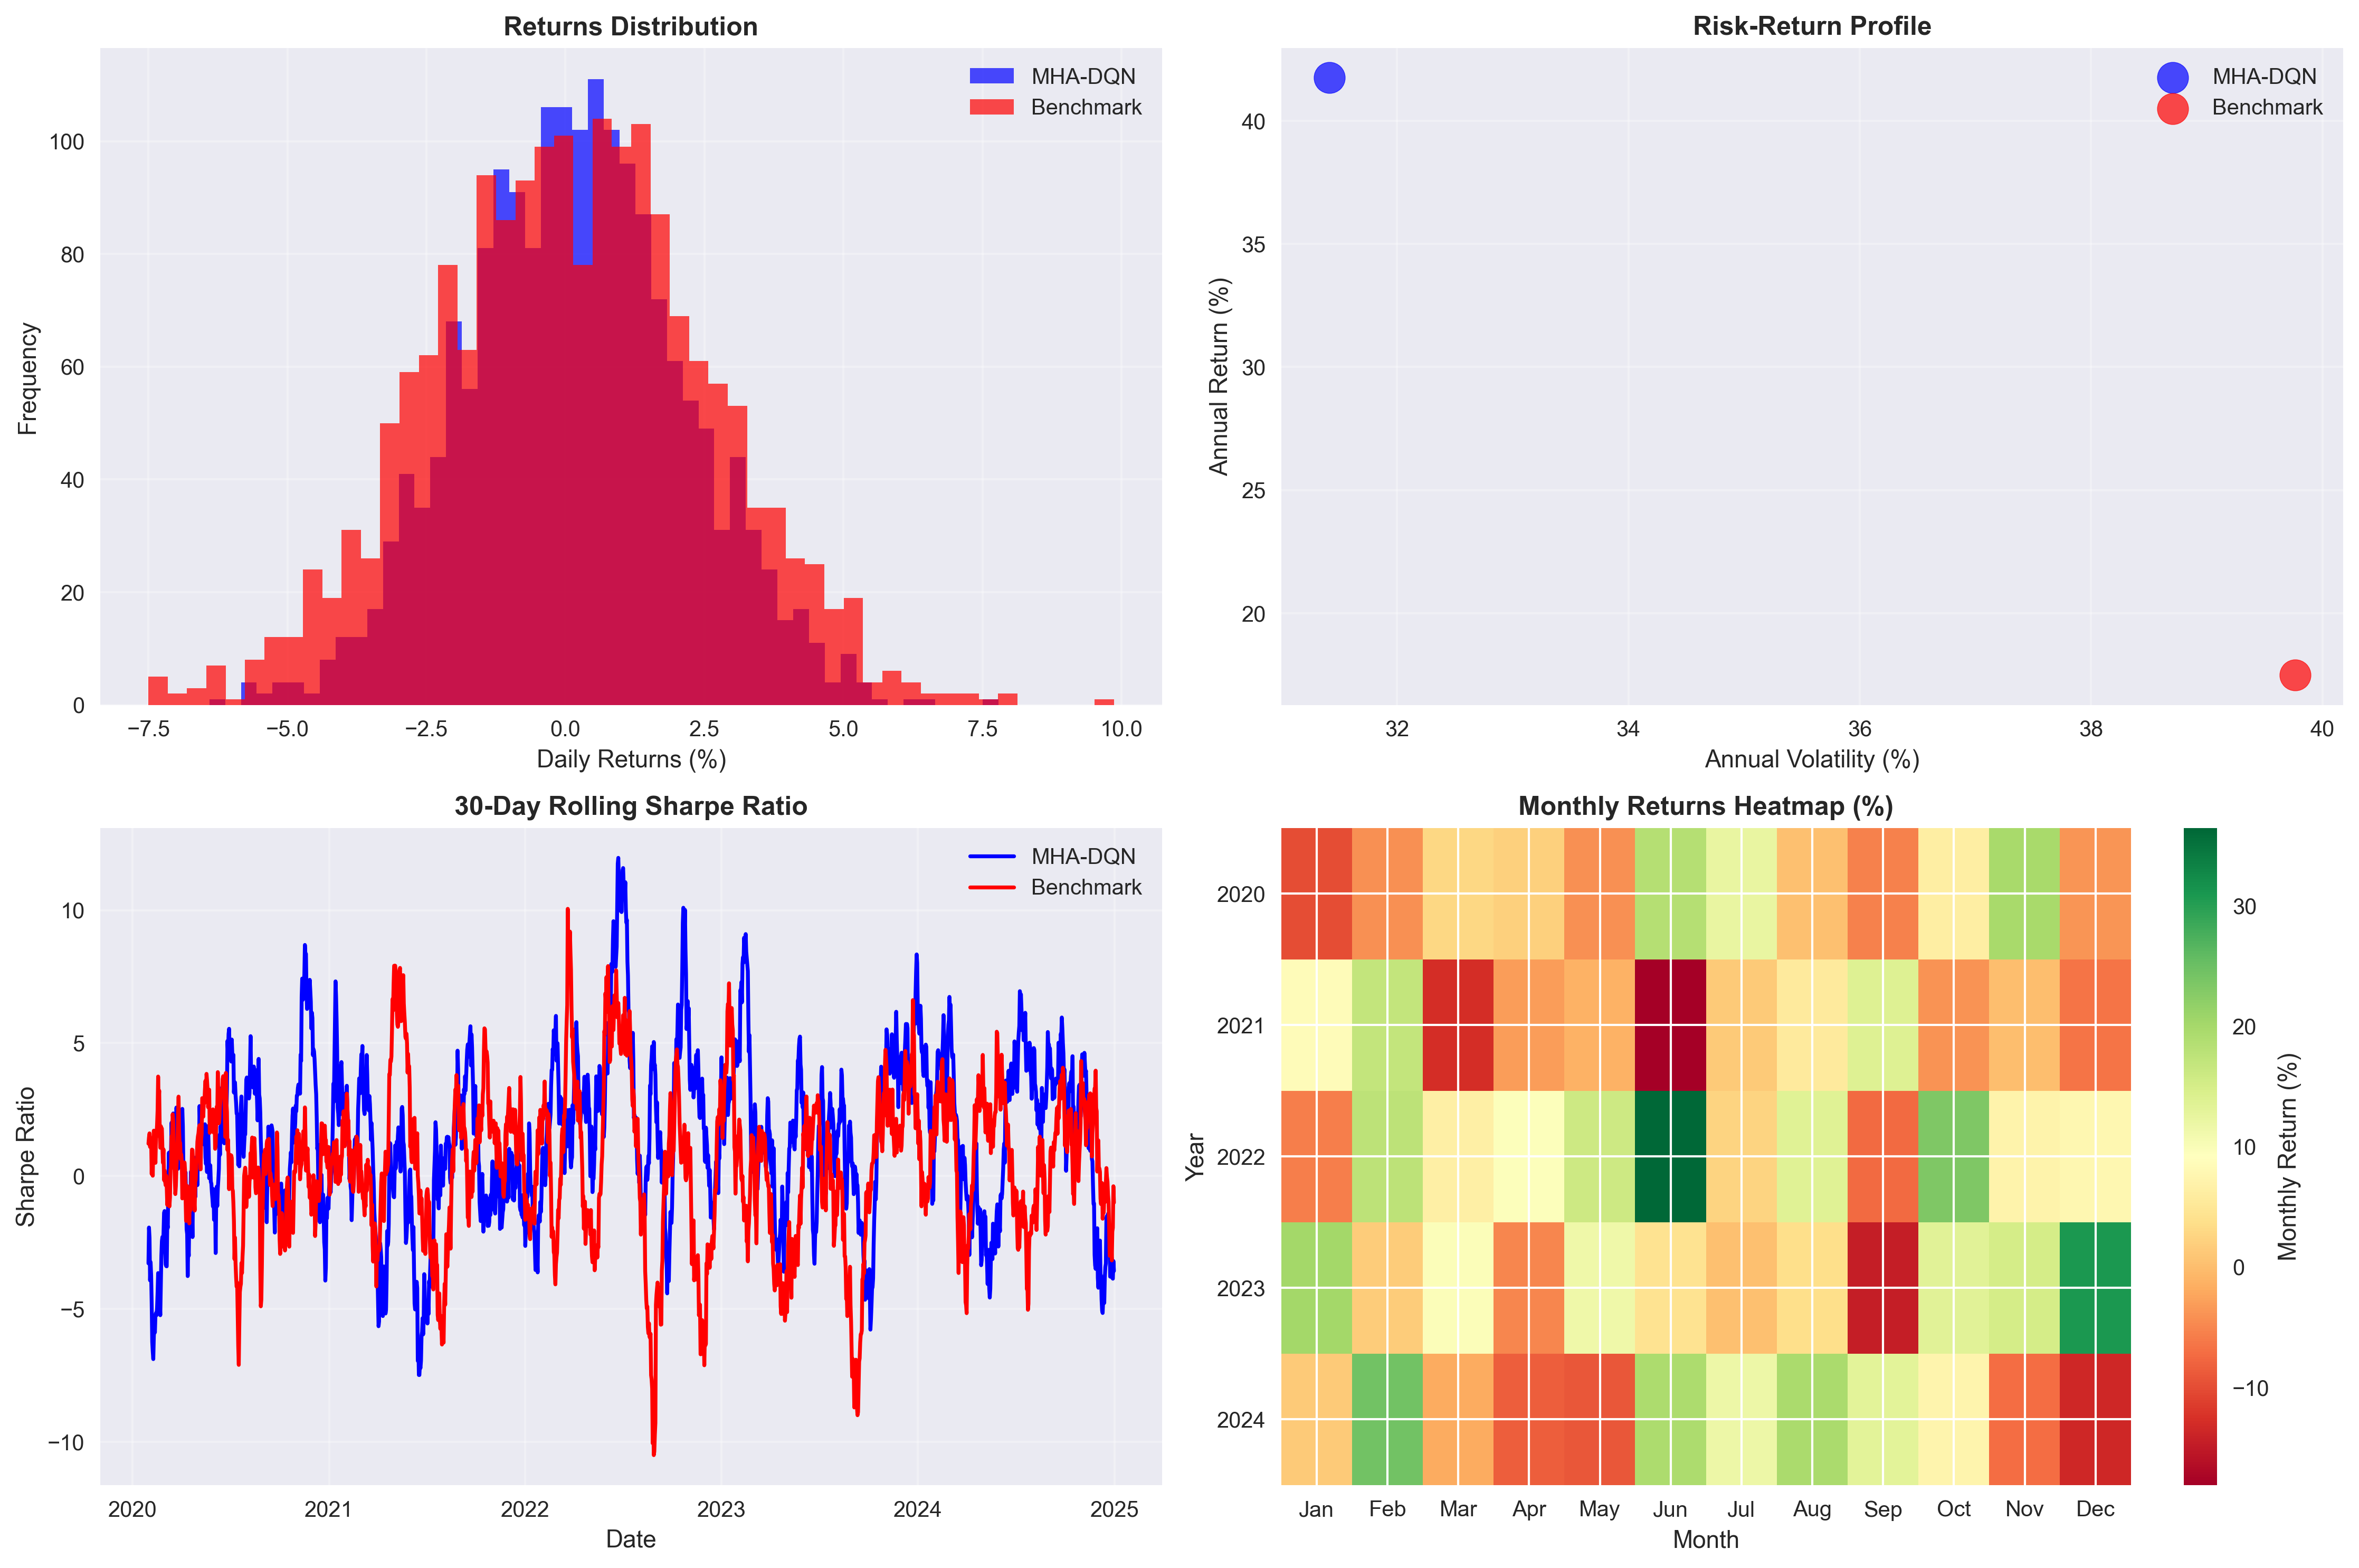 Returns Distribution
MHA-DQN
Benchmark
Frequency
100
80
60
40
20
0
−7.5 −5.0 −2.5 0.0 2.5 5.0 7.5 10.0
Daily Returns (%)
Risk-Return Profile
MHA-DQN
Benchmark
Annual Return (%)
40
35
30
25
20
32 34 36 38 40
Annual Volatility (%)
30-Day Rolling Sharpe Ratio
MHA-DQN
Benchmark
Sharpe Ratio
10
5
0
−5
−10
2020 2021 2022 2023 2024 2025
Date
Monthly Returns Heatmap (%)
Year
2020
2021
2022
2023
2024
Jan Feb Mar Apr May Jun Jul Aug Sep Oct Nov Dec
Month
30
20
10
0
−10
Monthly Return (%)